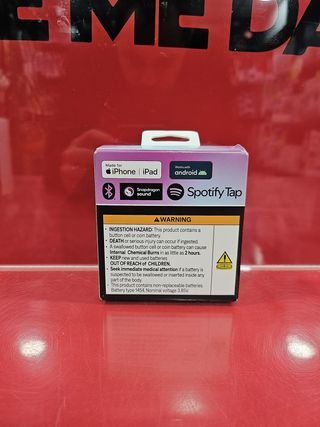 E ME DA
Made for
iPhone | iPad
Works with
android
Snapdragon
sound
Spotify Tap
WARNING
• INGESTION HAZARD: This product contains a
button cell or coin battery.
• DEATH or serious injury can occur if ingested.
• A swallowed button cell or coin battery can cause
Internal Chemical Burns in as little as 2 hours.
• KEEP new and used batteries
OUT OF REACH of CHILDREN.
• Seek immediate medical attention if a battery is
suspected to be swallowed or inserted inside any
part of the body.
• This product contains non-replaceable batteries.
Battery type 1454, Nominal voltage 3.85V.